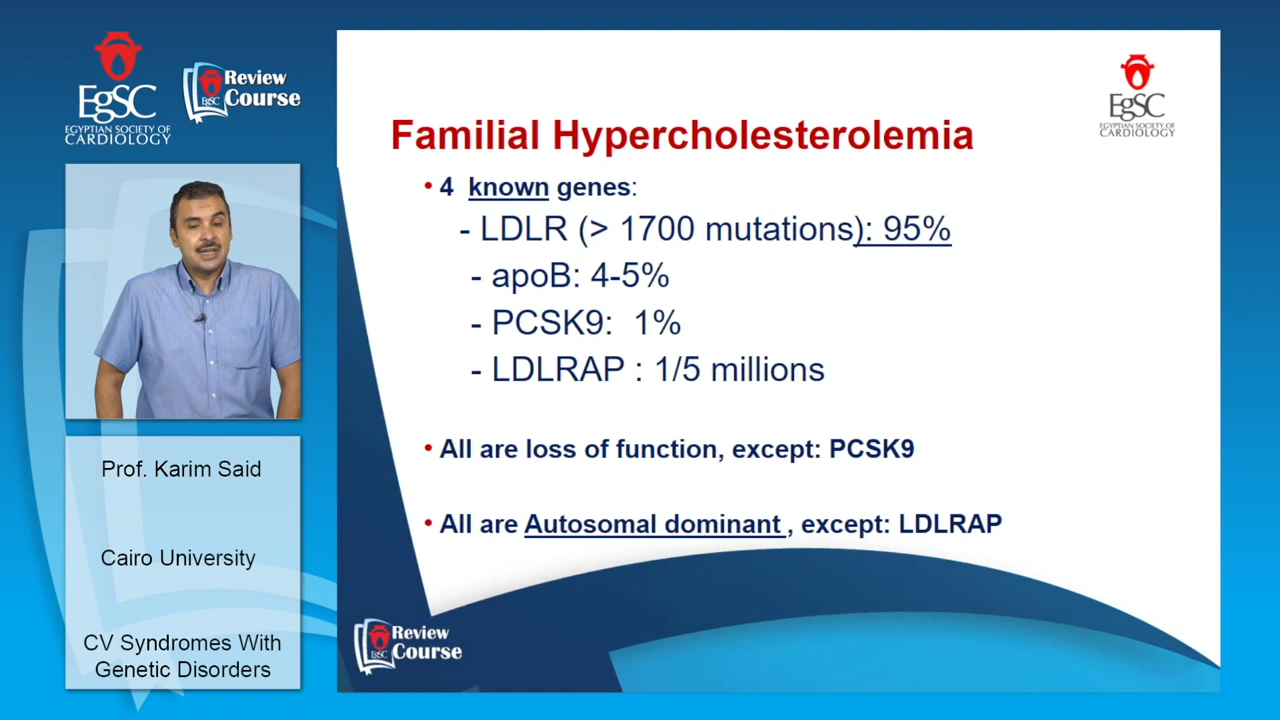 EgSC
EGYPTIAN SOCIETY OF
CARDIOLOGY
EgSC
Review
Course
EgSC
EGYPTIAN SOCIETY OF
CARDIOLOGY
Familial Hypercholesterolemia
• 4 known genes:
- LDLR (> 1700 mutations): 95%
- apoB: 4-5%
- PCSK9: 1%
- LDLRAP : 1/5 millions
• All are loss of function, except: PCSK9
• All are Autosomal dominant , except: LDLRAP
Prof. Karim Said
Cairo University
CV Syndromes With
Genetic Disorders
EgSC
Review
Course